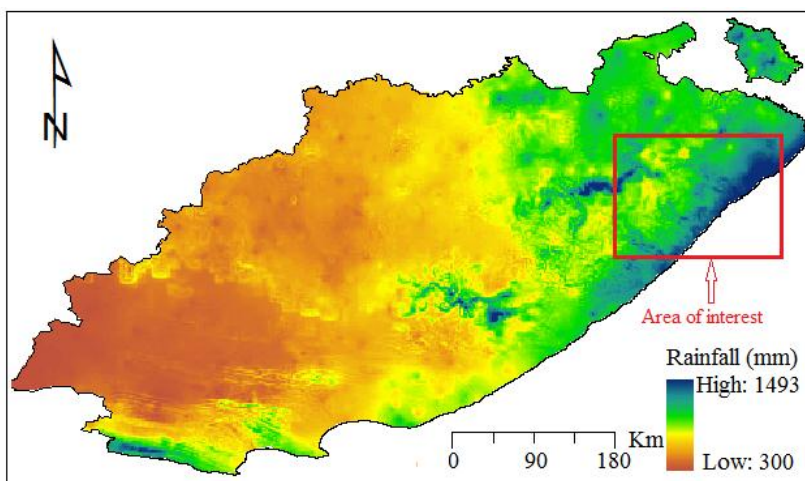 N
Area of interest
Rainfall (mm)
High: 1493
Low: 300
Km
0 90 180